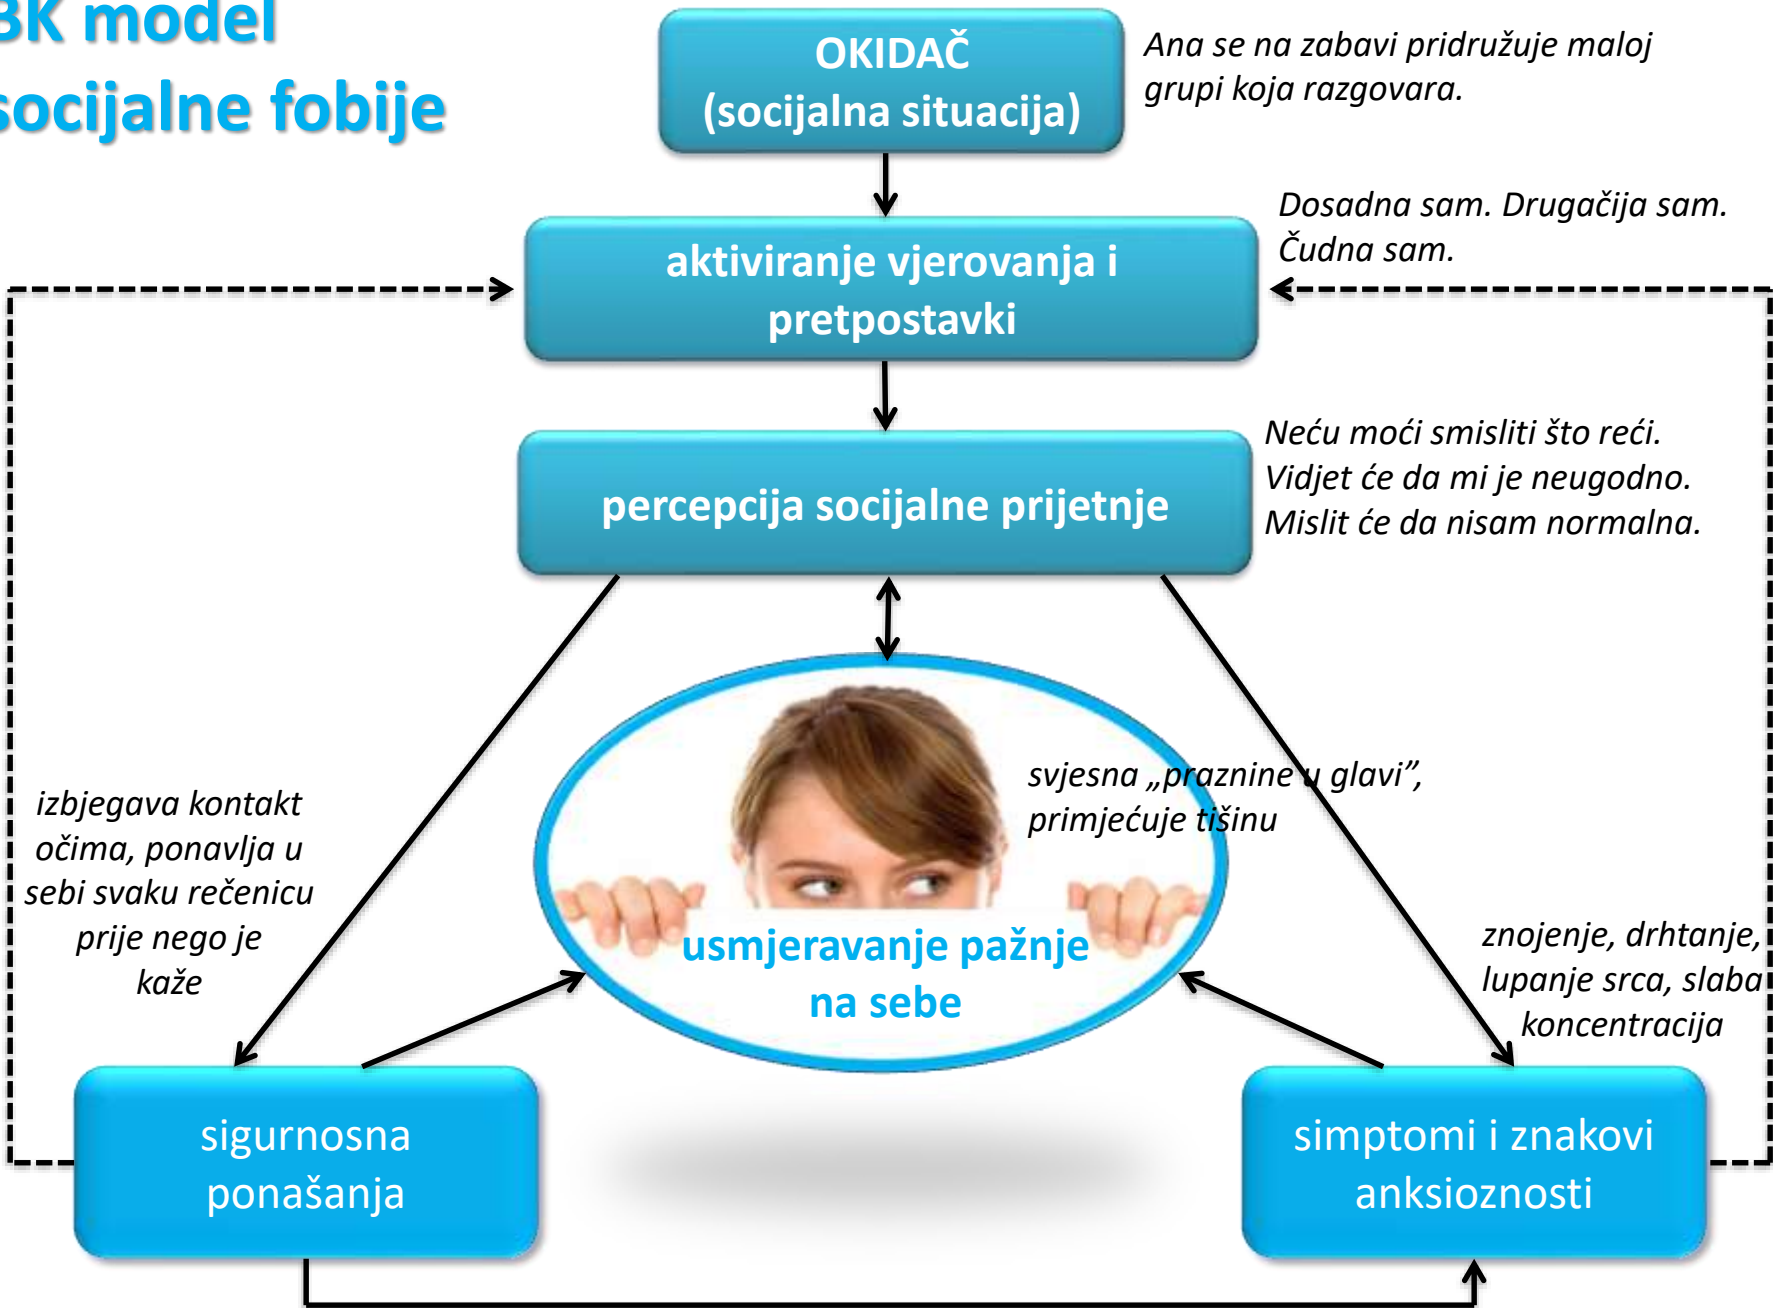 BK model
socijalne fobije
OKIDAČ
(socijalna situacija)
Ana se na zabavi pridružuje maloj
grupi koja razgovara.
Dosadna sam. Drugačija sam.
Čudna sam.
aktiviranje vjerovanja i
pretpostavki
Neću moći smisliti što reći.
Vidjet će da mi je neugodno.
Mislit će da nisam normalna.
percepcija socijalne prijetnje
svjesna „praznine u glavi”,
primjećuje tišinu
izbjegava kontakt
očima, ponavlja u
sebi svaku rečenicu
prije nego je
kaže
usmjeravanje pažnje
na sebe
znojenje, drhtanje,
lupanje srca, slaba
koncentracija
sigurnosna
ponašanja
simptomi i znakovi
anksioznosti